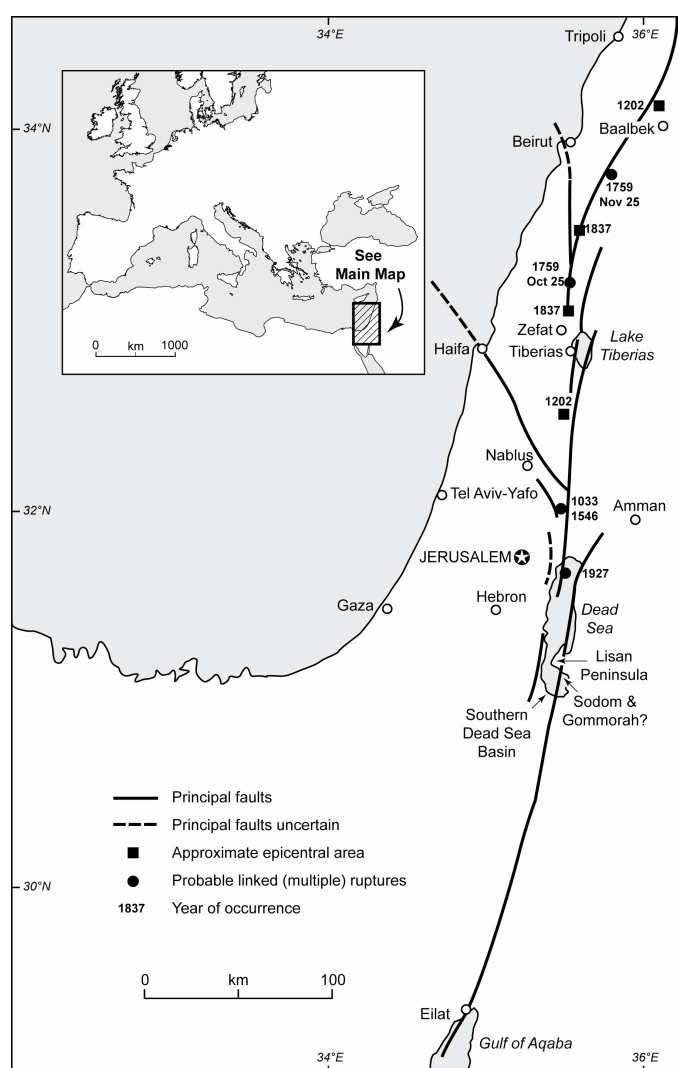 34°E
36°E
Tripoli
1202
34°N
Baalbek
Beirut
1759
Nov 25
1837
See
Main Map
1759
Oct 25
1837
Zefat
Lake
Tiberias
0 km 1000
Haifa
Tiberias
1202
Nablus
Tel Aviv-Yafo
1033
1546
Amman
32°N
JERUSALEM
1927
Hebron
Gaza
Dead
Sea
Lisan
Peninsula
Sodom &
Gommorah?
Southern
Dead Sea
Basin
Principal faults
Principal faults uncertain
Approximate epicentral area
Probable linked (multiple) ruptures
1837 Year of occurrence
30°N
0 km 100
Eilat
Gulf of Aqaba
34°E
36°E